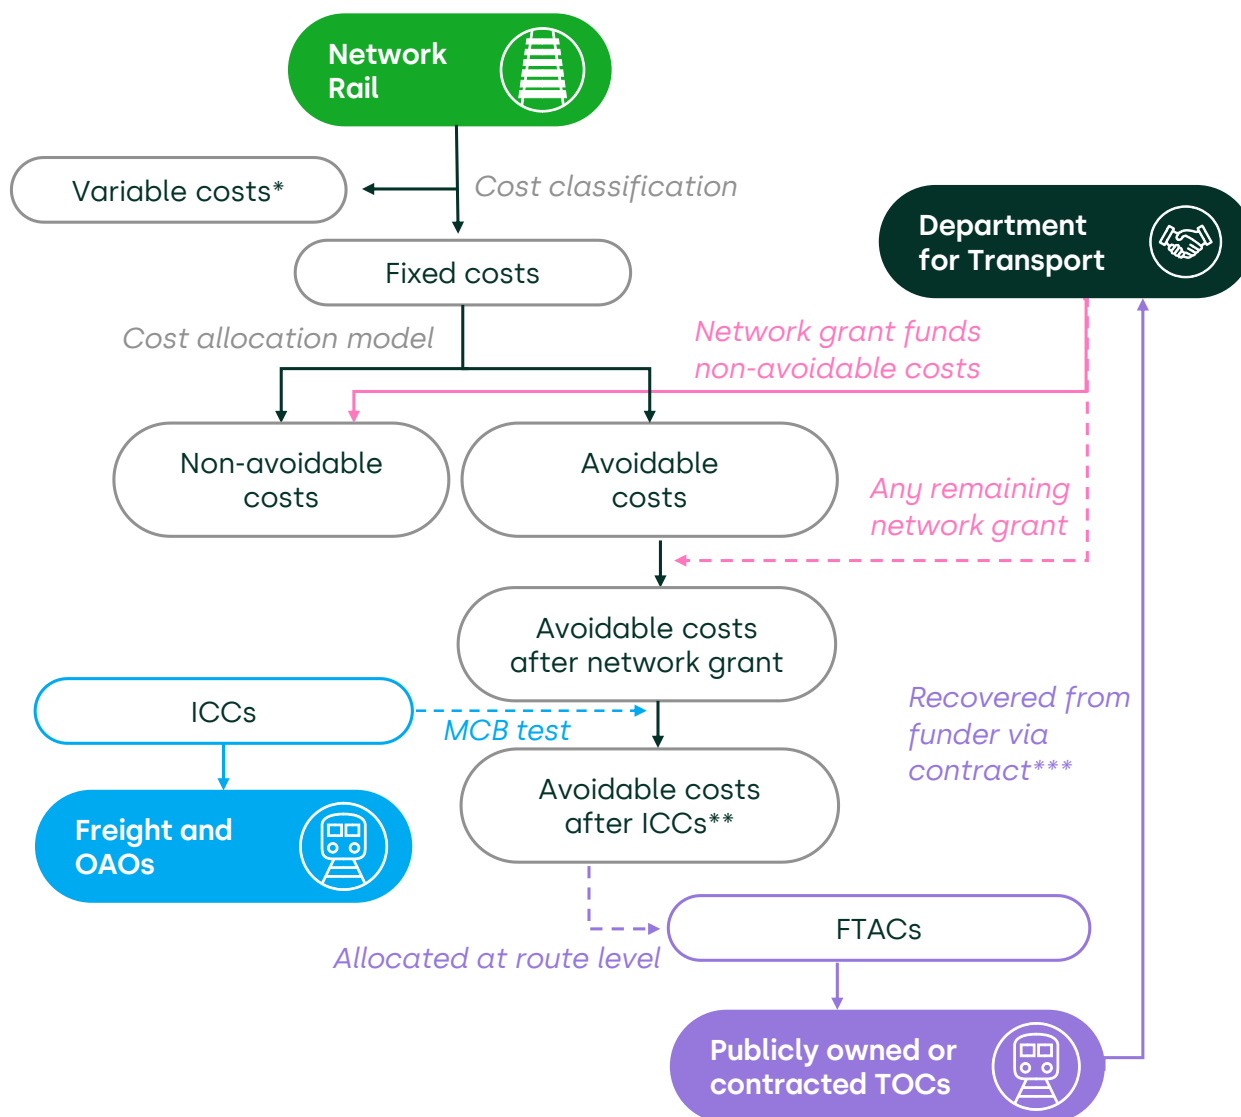 Network
Rail
Variable costs*
Cost classification
Department
for Transport
Fixed costs
Cost allocation model
Network grant funds
non-avoidable costs
Non-avoidable
costs
Avoidable
costs
Any remaining
network grant
Avoidable costs
after network grant
ICCs
MCB test
Recovered from
funder via
contract***
Avoidable costs
after ICCs**
Freight and
OAOs
FTACs
Allocated at route level
Publicly owned or
contracted TOCs